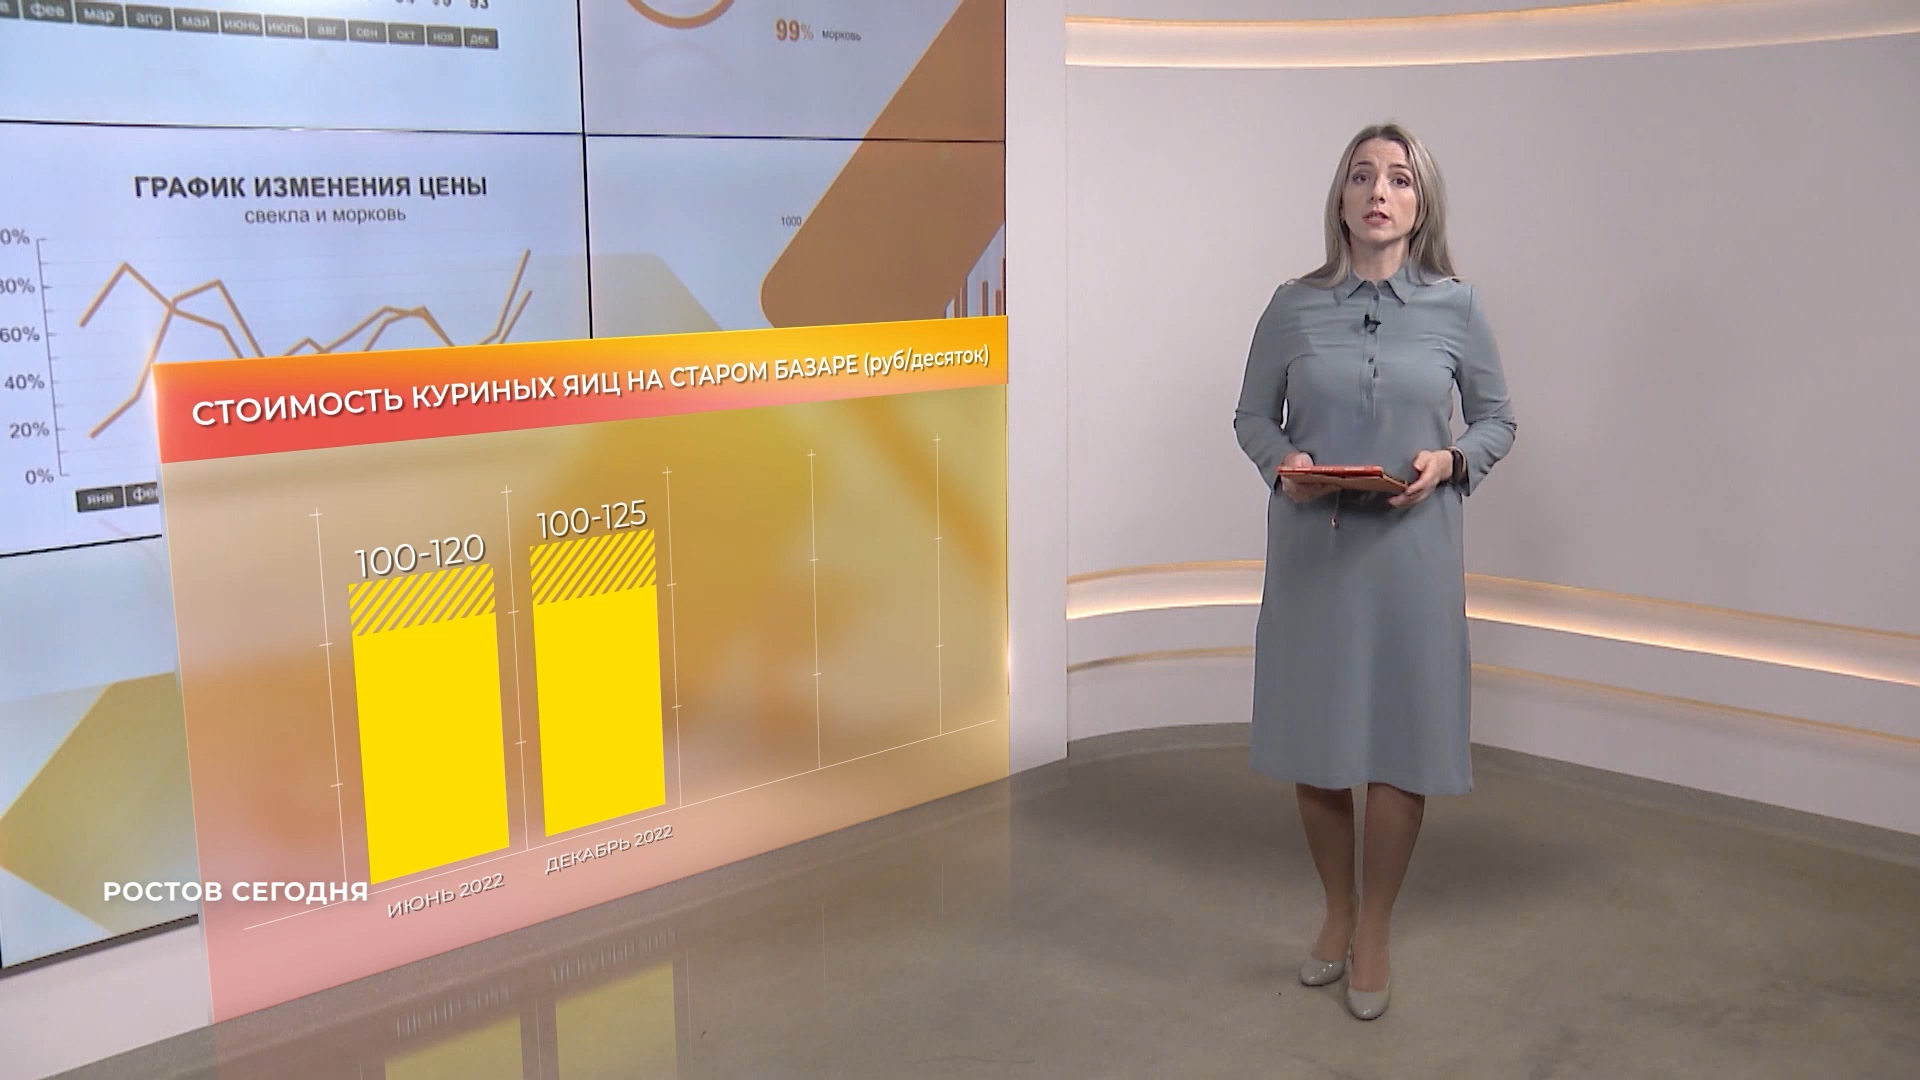 фев мар апр май июнь июль авг сен окт ноя дек
93
99% морковь
ГРАФИК ИЗМЕНЕНИЯ ЦЕНЫ
свекла и морковь
80%
60%
40%
20%
0%
янв фев
1000
СТОИМОСТЬ КУРИНЫХ ЯИЦ НА СТАРОМ БАЗАРЕ (руб/десяток)
100-120
100-125
ИЮНЬ 2022
ДЕКАБРЬ 2022
РОСТОВ СЕГОДНЯ